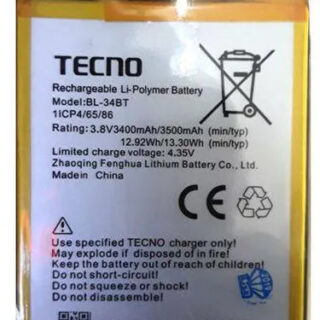 TECNO
Rechargeable Li-Polymer Battery
Model:BL-34BT
1ICP4/65/86
Rating: 3.8V3400mAh/3500mAh (min/typ)
12.92Wh/13.30Wh (min/typ)
Limited charge voltage: 4.35V
Zhaoqing Fenghua Lithium Battery Co., Ltd.
Made in China
CE
Use specified TECNO charger only!
May explode if disposed of in fire!
Keep the battery out of reach of children!
Do not short-circuit!
Do not squeeze or shock!
Do not disassemble!